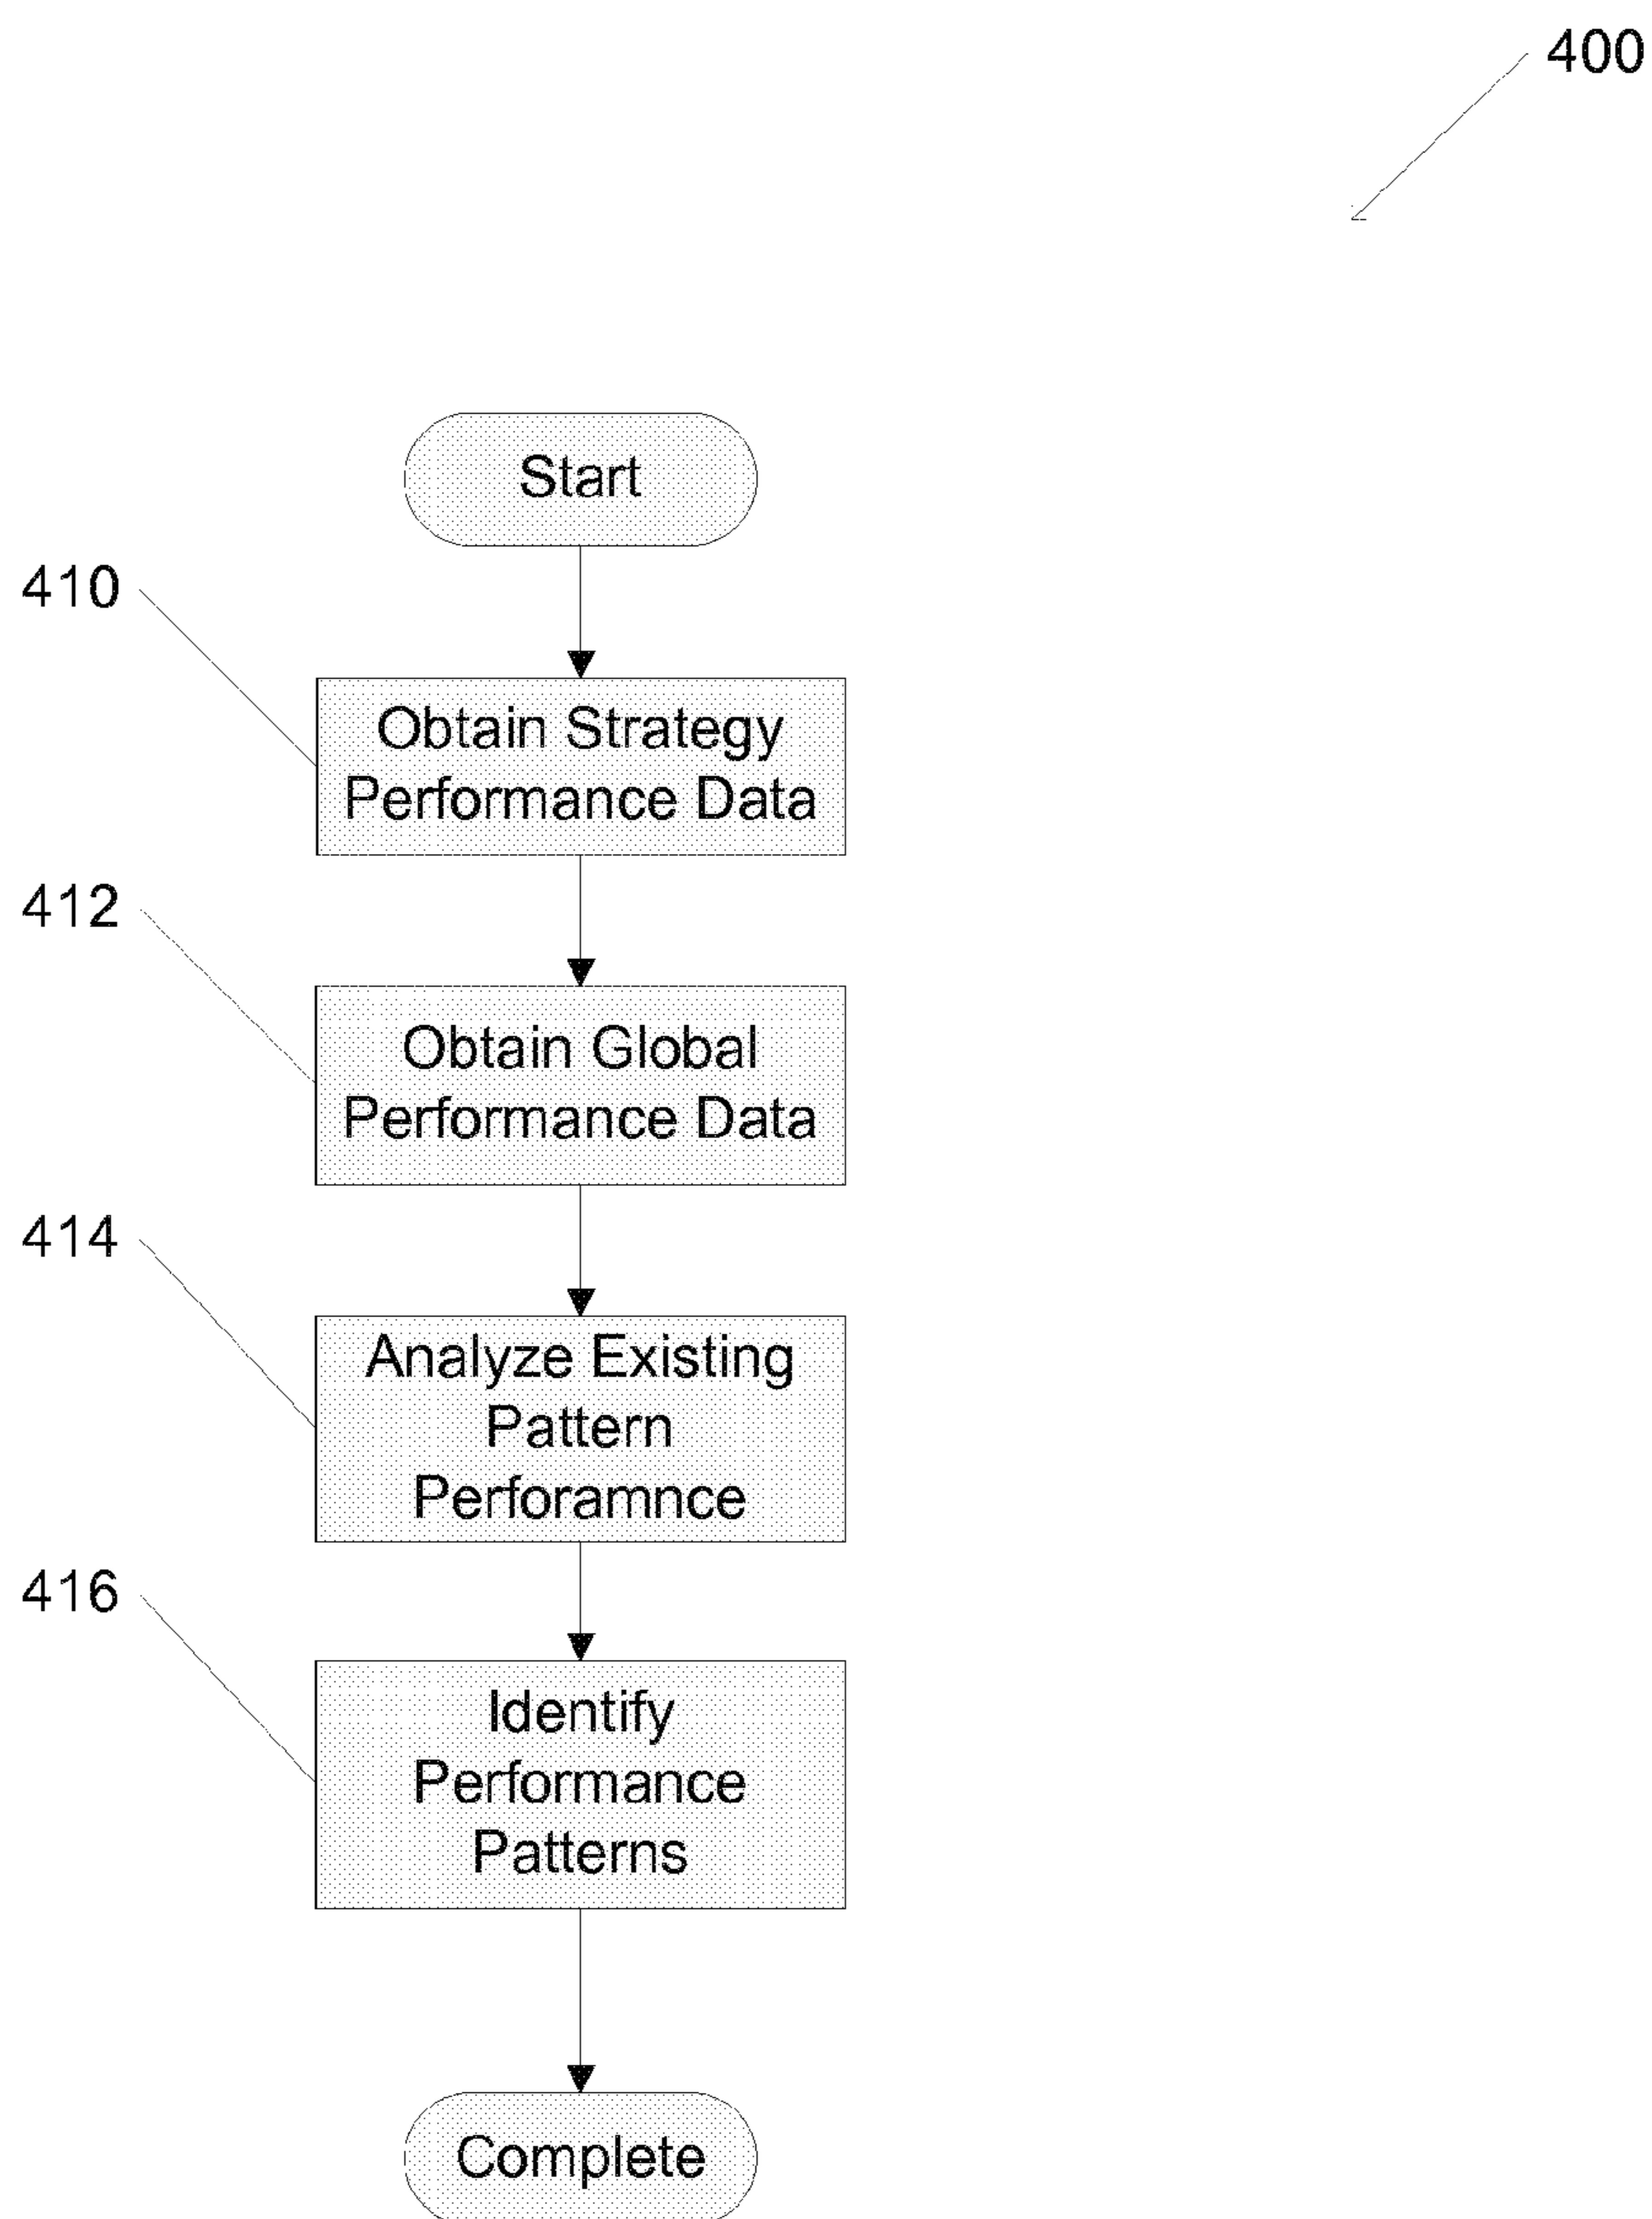 400
Start
410
Obtain Strategy
Performance Data
412
Obtain Global
Performance Data
414
Analyze Existing
Pattern
Perforamnce
416
Identify
Performance
Patterns
Complete